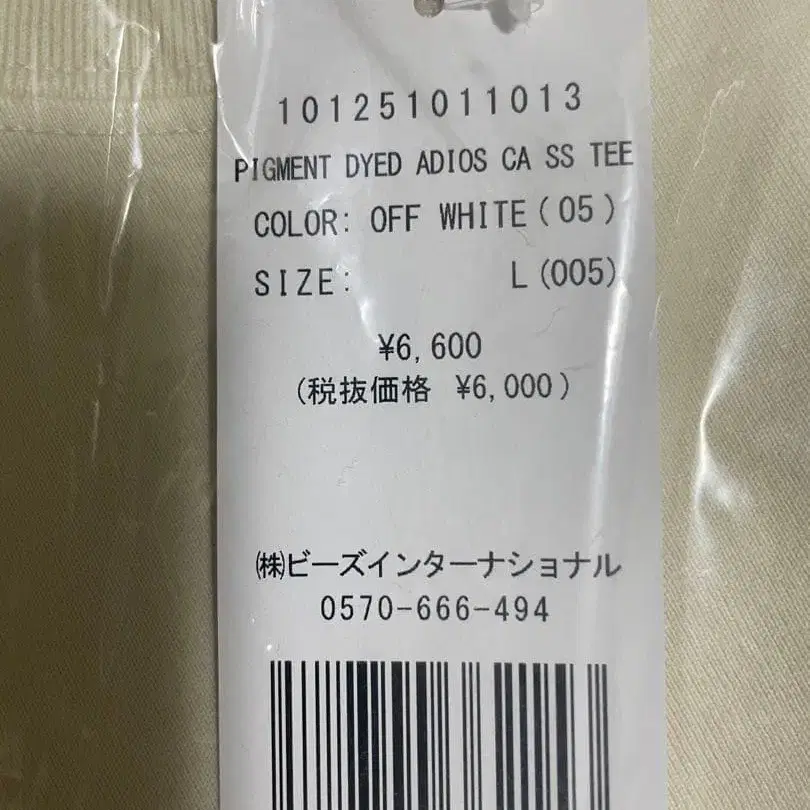 101251011013
PIGMENT DYED ADIOS CA SS TEE
COLOR: OFF WHITE(05)
SIZE: L(005)
¥6,600
(税抜価格 ¥6,000)
㈱ビーズインターナショナル
0570-666-494